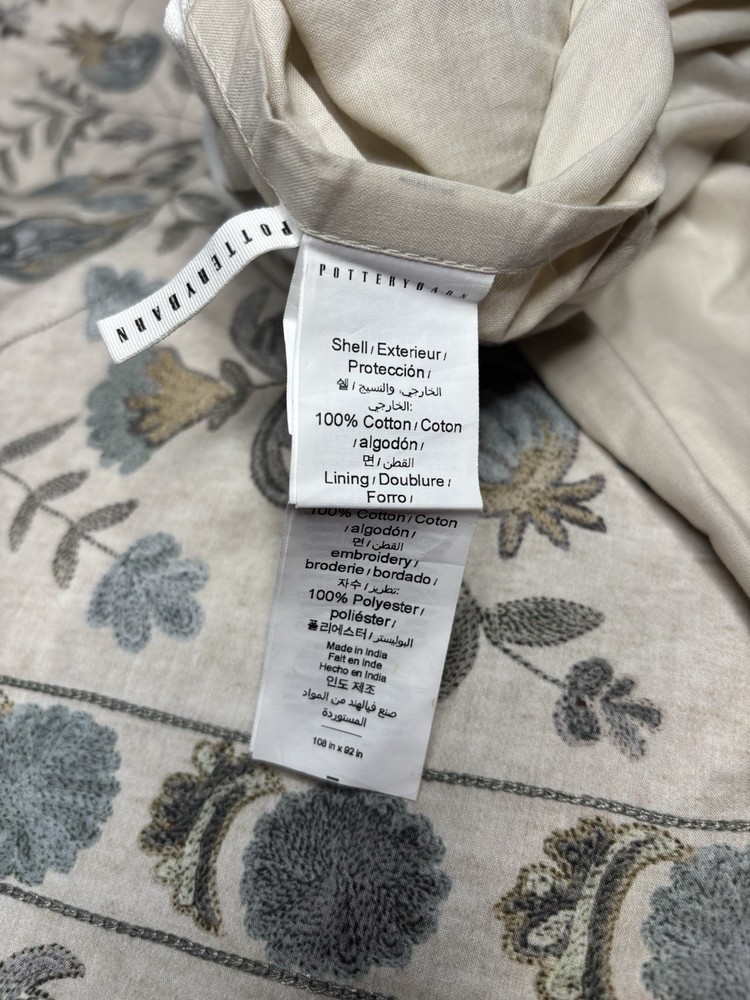 POTTERYBARN
POTTERYBARN
Shell / Exterieur /
Protección /
쉘 / الخارجي، والنسيج
الخارجي:
100% Cotton / Coton
/ algodón /
면 / القطن
Lining / Doublure /
Forro /
100% Cotton / Coton
/ algodón /
면 / القطن
embroidery /
broderie / bordado /
자수 / تطريز:
100% Polyester /
poliéster /
폴리에스터 / البوليستر
Made in India
Fait en Inde
Hecho en India
인도 제조
صنع فيالهند من المواد
المستوردة
108 in x 92 in